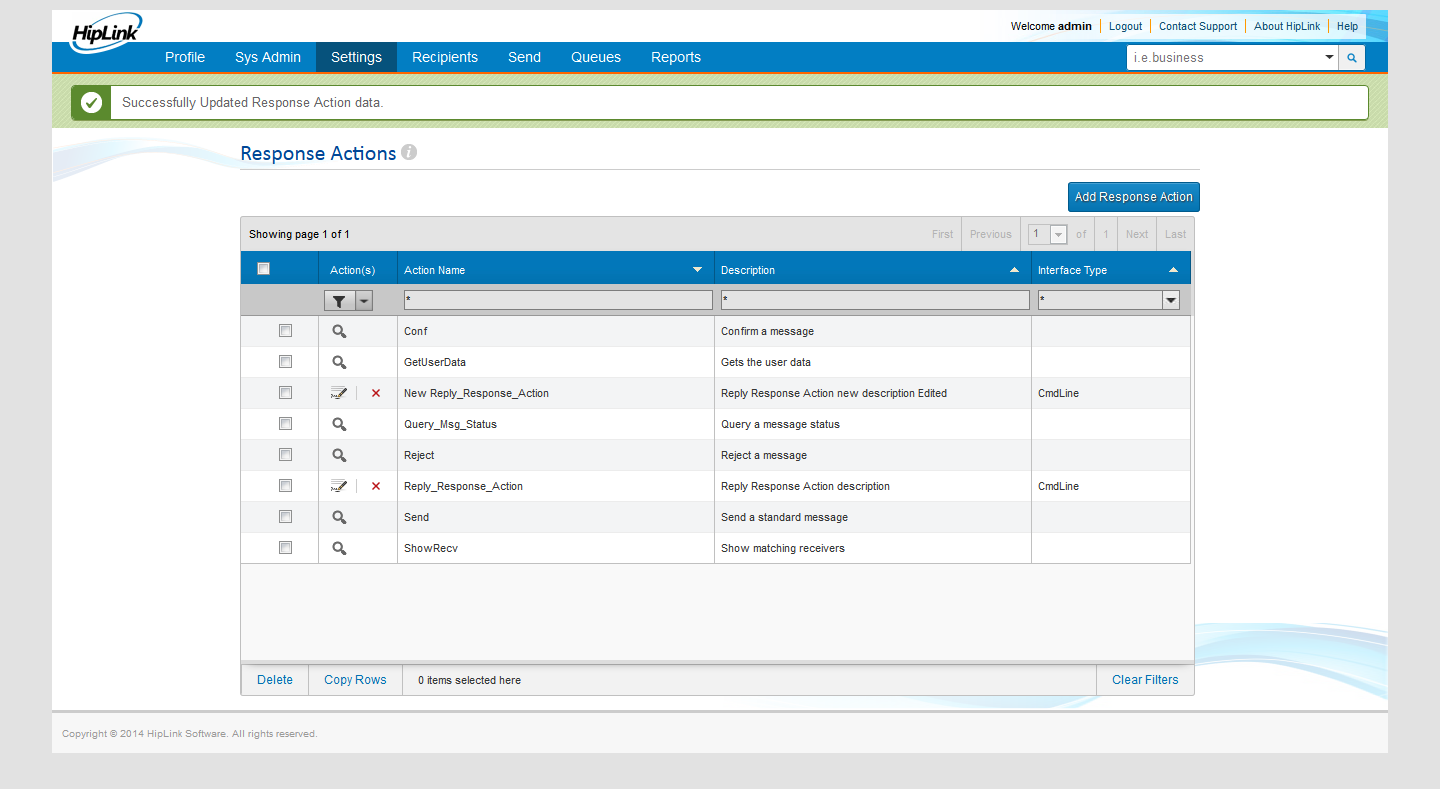 HipLink
Welcome admin Logout Contact Support About HipLink Help
Profile Sys Admin Settings Recipients Send Queues Reports i.e.business
Successfully Updated Response Action data.
Response Actions i
Add Response Action
Showing page 1 of 1 First Previous 1 of 1 Next Last
Action(s) Action Name Description Interface Type
* * *
Conf Confirm a message
GetUserData Gets the user data
New Reply_Response_Action Reply Response Action new description Edited CmdLine
Query_Msg_Status Query a message status
Reject Reject a message
Reply_Response_Action Reply Response Action description CmdLine
Send Send a standard message
ShowRecv Show matching receivers
Delete Copy Rows 0 items selected here Clear Filters
Copyright © 2014 HipLink Software. All rights reserved.